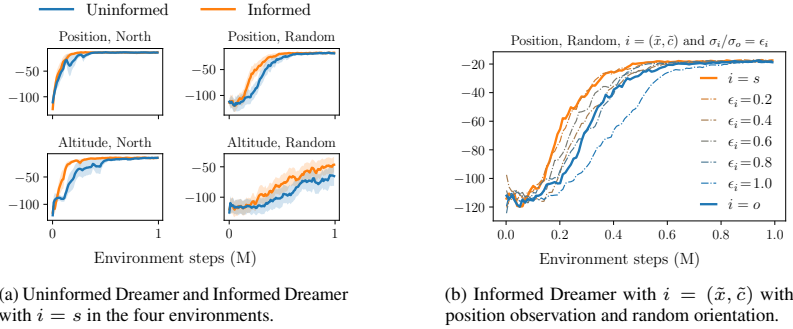 Uninformed Informed
Position, North
Position, Random
−50
−100
Altitude, North
Altitude, Random
−50
−100
−50
−100
0 1
0 1
Environment steps (M)
(a) Uninformed Dreamer and Informed Dreamer
with i = s in the four environments.
Position, Random, i = (x̃, c̃) and σᵢ/σₒ = ϵᵢ
−20
−40
−60
−80
−100
−120
0.0 0.2 0.4 0.6 0.8 1.0
i = s
ϵᵢ = 0.2
ϵᵢ = 0.4
ϵᵢ = 0.6
ϵᵢ = 0.8
ϵᵢ = 1.0
i = o
Environment steps (M)
(b) Informed Dreamer with i = (x̃, c̃) with
position observation and random orientation.